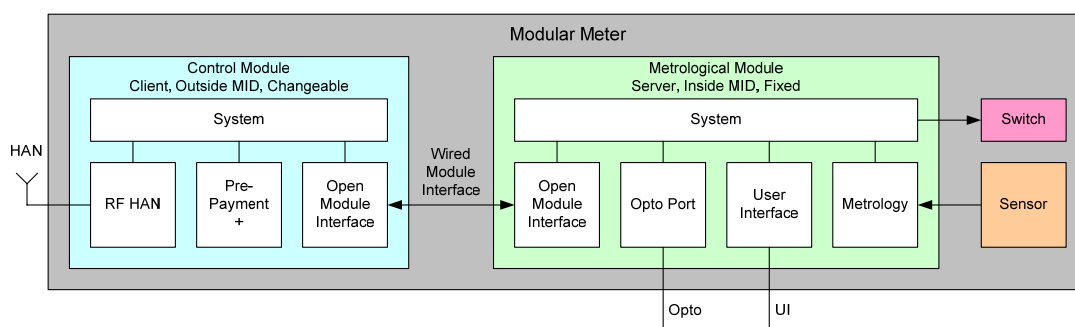 Modular Meter
Control Module
Client, Outside MID, Changeable
System
RF HAN
Pre-
Payment
+
Open
Module
Interface
HAN
Wired
Module
Interface
Metrological Module
Server, Inside MID, Fixed
System
Open
Module
Interface
Opto Port
User
Interface
Metrology
Switch
Sensor
Opto
UI